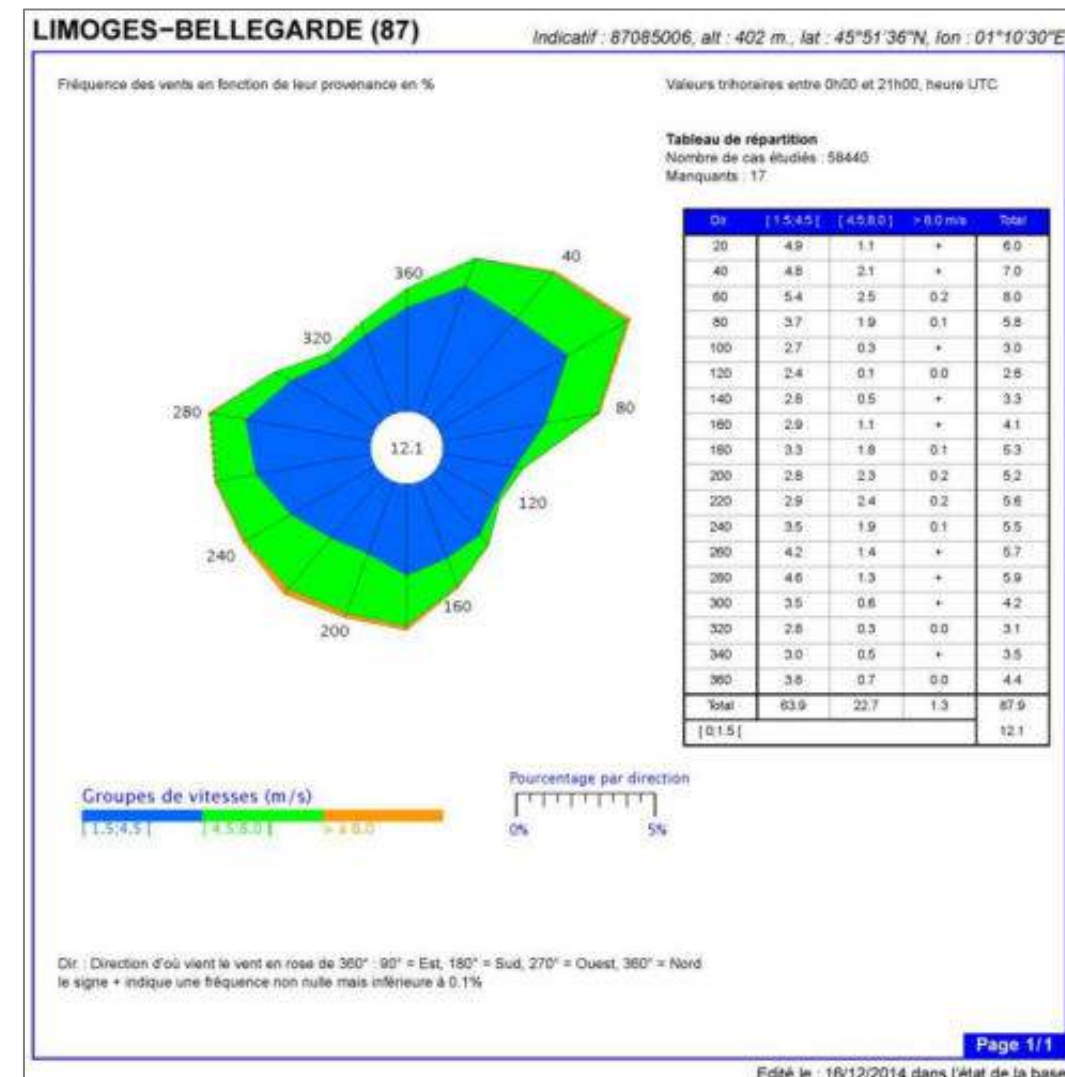 LIMOGES-BELLEGARDE (87)
Indicatif : 87085006, alt : 402 m., lat : 45°51'36"N, lon : 01°10'30"E
Fréquence des vents en fonction de leur provenance en %
Valeurs trihoraires entre 0h00 et 21h00, heure UTC
Tableau de répartition
Nombre de cas étudiés : 58440
Manquants : 17
Dir. [ 1.5;4.5 [ [ 4.5;8.0 ] > 8.0 m/s Total
20 4.9 1.1 + 6.0
40 4.8 2.1 + 7.0
60 5.4 2.5 0.2 8.0
80 3.7 1.9 0.1 5.8
100 2.7 0.3 + 3.0
120 2.4 0.1 0.0 2.6
140 2.8 0.5 + 3.3
160 2.9 1.1 + 4.1
180 3.3 1.8 0.1 5.3
200 2.8 2.3 0.2 5.2
220 2.9 2.4 0.2 5.6
240 3.5 1.9 0.1 5.5
260 4.2 1.4 + 5.7
280 4.6 1.3 + 5.9
300 3.5 0.6 + 4.2
320 2.8 0.3 0.0 3.1
340 3.0 0.5 + 3.5
360 3.8 0.7 0.0 4.4
Total 63.9 22.7 1.3 87.9
[ 0;1.5 [ 12.1
360
40
320
80
280
12.1
120
240
160
200
Groupes de vitesses (m/s)
[ 1.5;4.5 [ [ 4.5;8.0 ] > à 8.0
Pourcentage par direction
0% 5%
Dir. : Direction d'où vient le vent en rose de 360° : 90° = Est, 180° = Sud, 270° = Ouest, 360° = Nord
le signe + indique une fréquence non nulle mais inférieure à 0.1%
Page 1/1
Edité le : 16/12/2014 dans l'état de la base